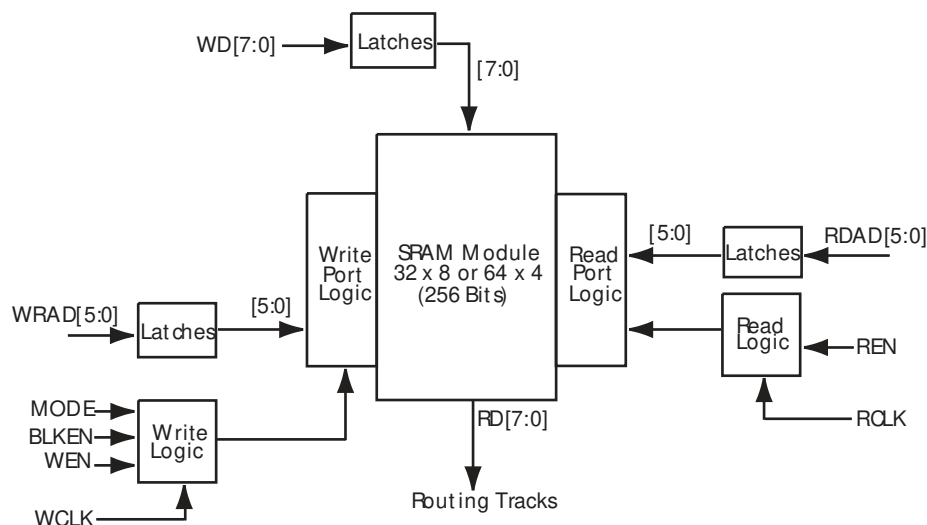 WD[7:0]
Latches
[7:0]
Write
Port
Logic
SRAM Module
32 x 8 or 64 x 4
(256 Bits)
Read
Port
Logic
[5:0]
Latches
RDAD[5:0]
WRAD[5:0]
Latches
[5:0]
Read
Logic
REN
RCLK
MODE
BLKEN
WEN
Write
Logic
WCLK
RD[7:0]
Routing Tracks